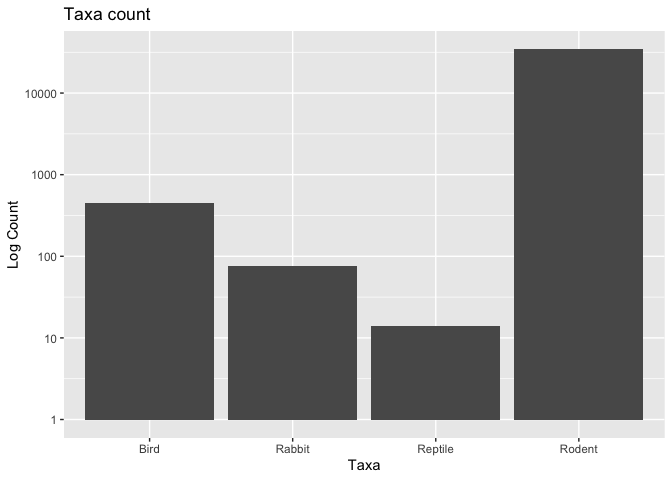 Taxa count
Log Count
10000
1000
100
10
1
Bird Rabbit Reptile Rodent
Taxa